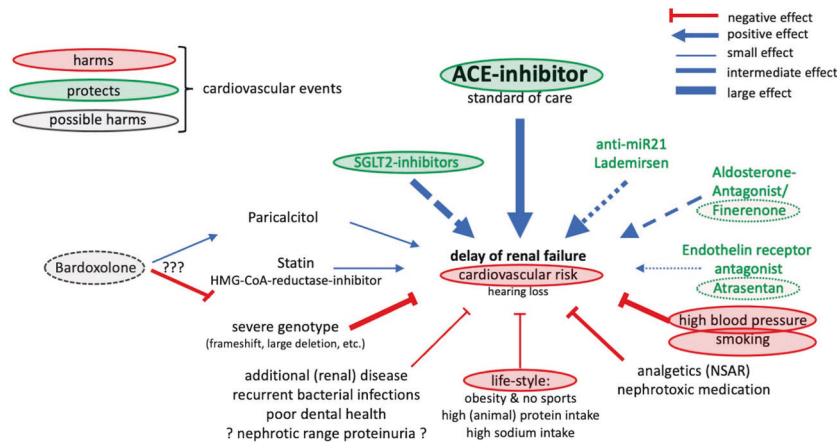 harms
protects
possible harms
cardiovascular events
negative effect
positive effect
small effect
intermediate effect
large effect
ACE-inhibitor
standard of care
SGLT2-inhibitors
anti-miR21
Lademirsen
Aldosterone-
Antagonist/
Finerenone
Paricalcitol
Bardoxolone
???
Statin
HMG-CoA-reductase-inhibitor
delay of renal failure
cardiovascular risk
hearing loss
Endothelin receptor
antagonist
Atrasentan
severe genotype
(frameshift, large deletion, etc.)
high blood pressure
smoking
additional (renal) disease
recurrent bacterial infections
poor dental health
? nephrotic range proteinuria ?
life-style:
obesity & no sports
high (animal) protein intake
high sodium intake
analgetics (NSAR)
nephrotoxic medication